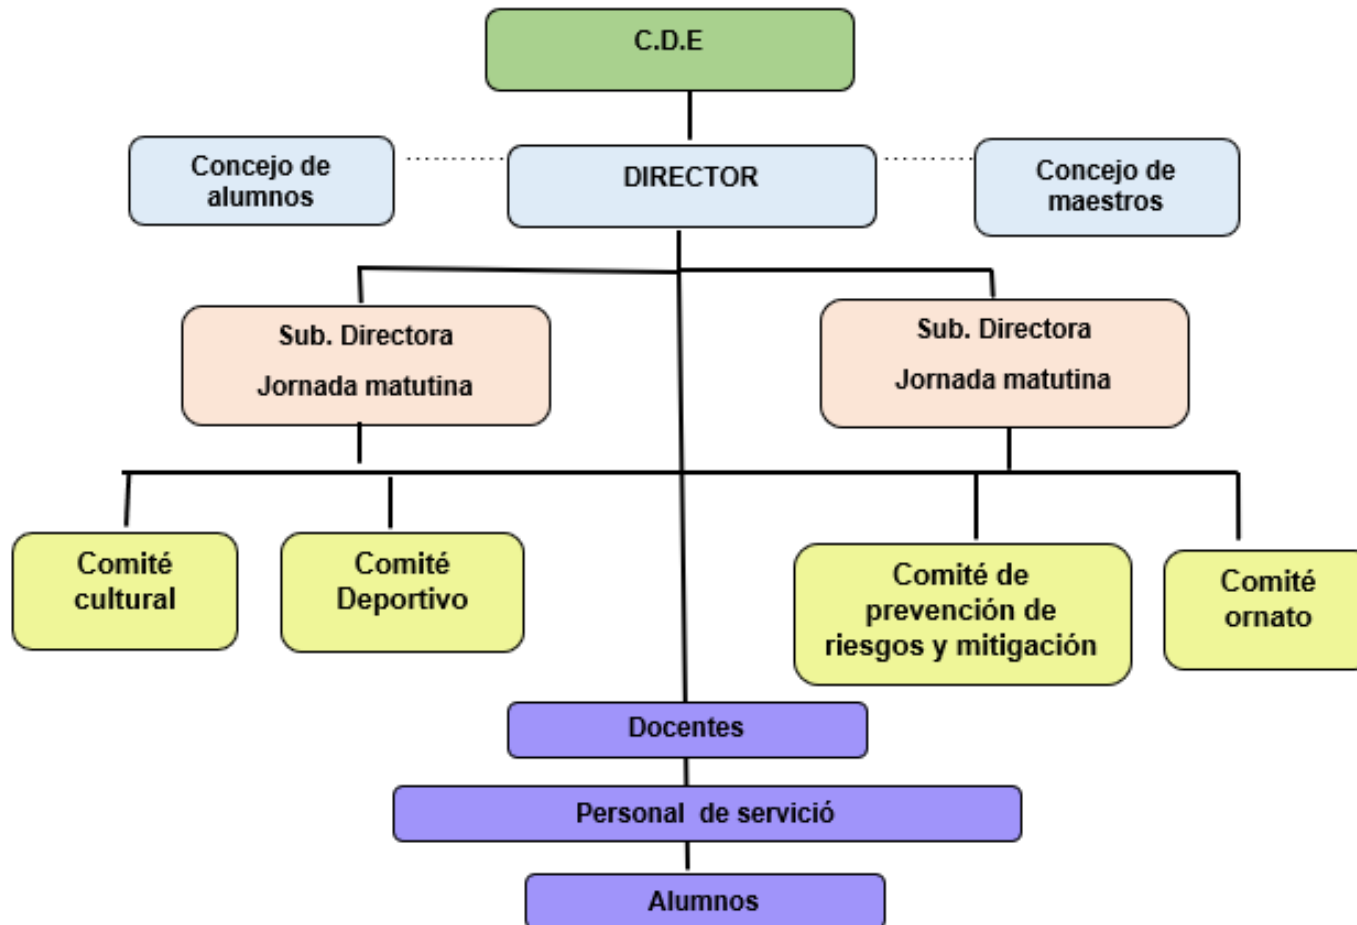 C.D.E
Concejo de
alumnos
DIRECTOR
Concejo de
maestros
Sub. Directora
Jornada matutina
Sub. Directora
Jornada matutina
Comité
cultural
Comité
Deportivo
Comité de
prevención de
riesgos y mitigación
Comité
ornato
Docentes
Personal  de servició
Alumnos